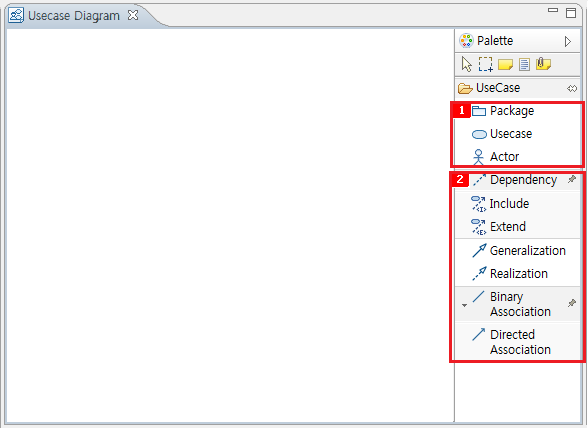 Usecase Diagram
Palette
UseCase
1 Package
Usecase
Actor
2 Dependency
Include
Extend
Generalization
Realization
Binary
Association
Directed
Association